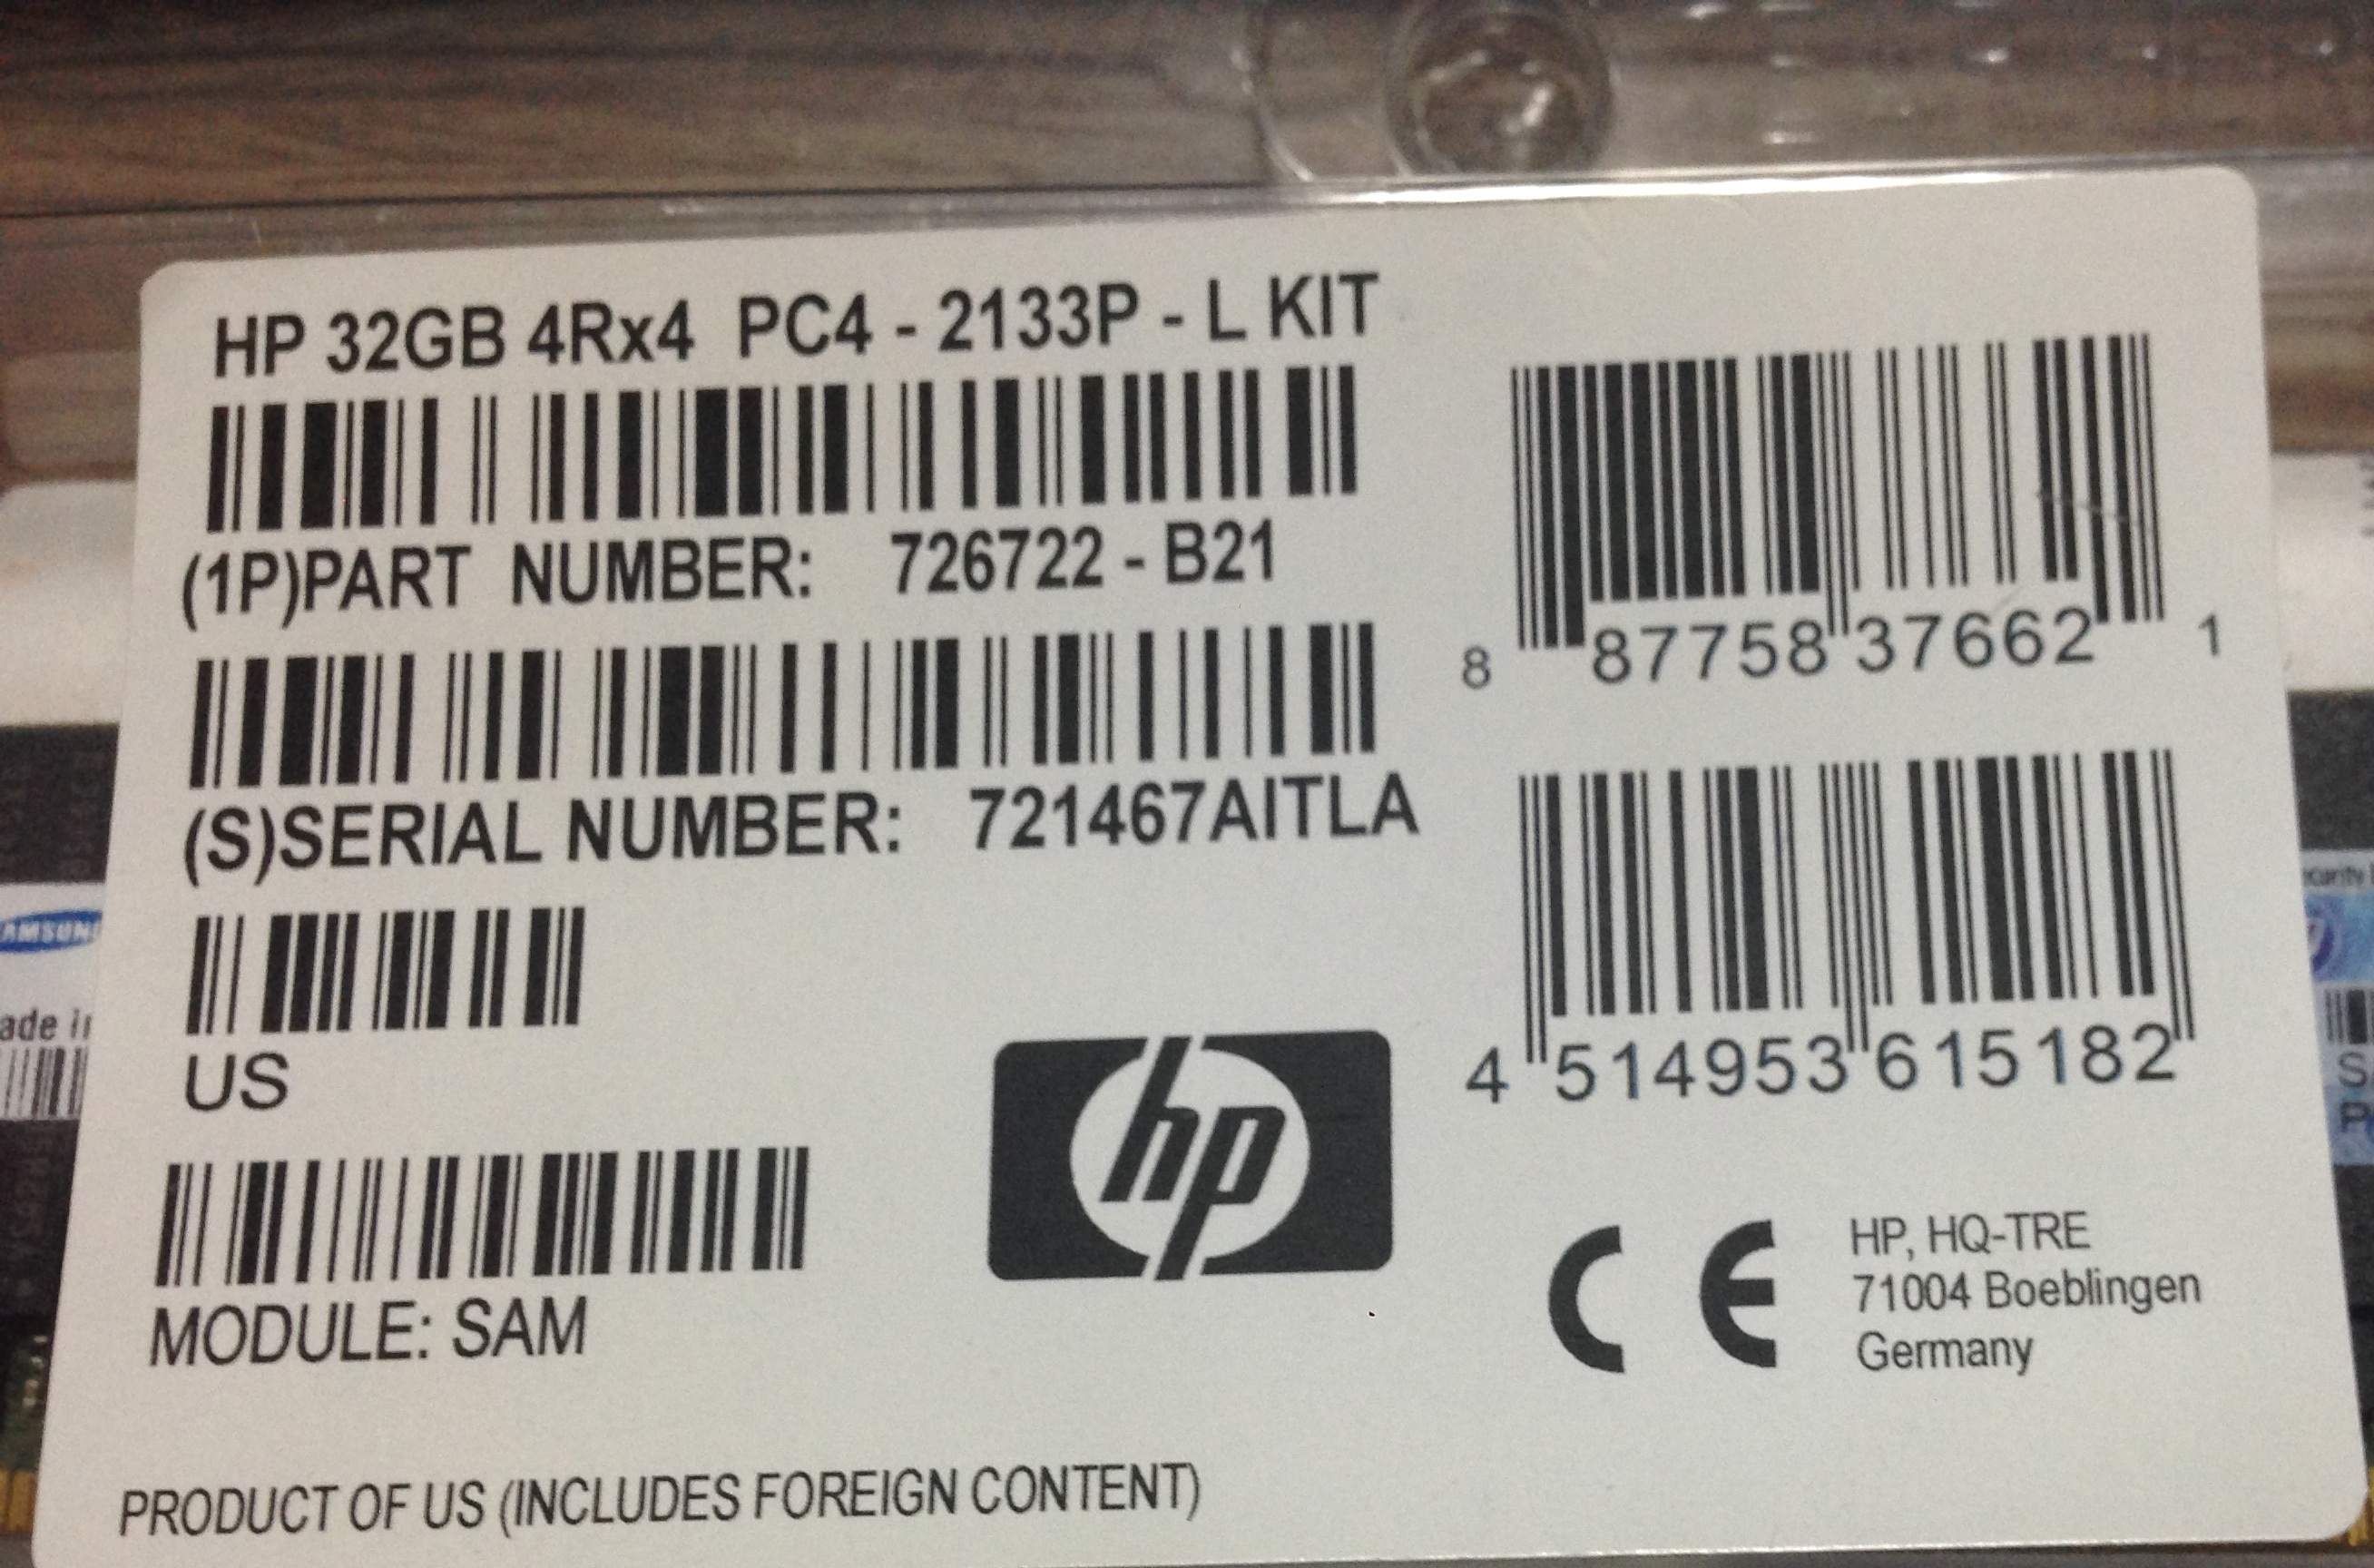 HP 32GB 4Rx4 PC4 - 2133P - L KIT
(1P)PART NUMBER: 726722 - B21
8 87758 37662 1
(S)SERIAL NUMBER: 721467AITLA
US
4 514953 615182
hp
MODULE: SAM
HP, HQ-TRE
71004 Boeblingen
Germany
CE
PRODUCT OF US (INCLUDES FOREIGN CONTENT)